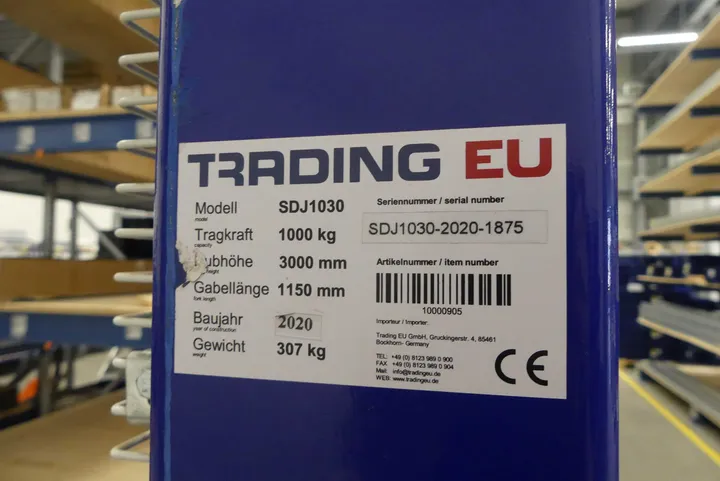 TRADING EU
Modell SDJ1030
model
Tragkraft 1000 kg
capacity
ubhöhe 3000 mm
height
Gabellänge 1150 mm
fork length
Baujahr 2020
year of construction
Gewicht 307 kg
weight
Seriennummer / serial number
SDJ1030-2020-1875
Artikelnummer / item number
10000905
Importeur / Importer:
Trading EU GmbH, Gruckingerstr. 4, 85461
Bockhorn- Germany
TEL: +49 (0) 8123 989 0 900
FAX +49 (0) 8123 989 0 904
Mail: info@tradingeu.de
WEB: www.tradingeu.de
CE